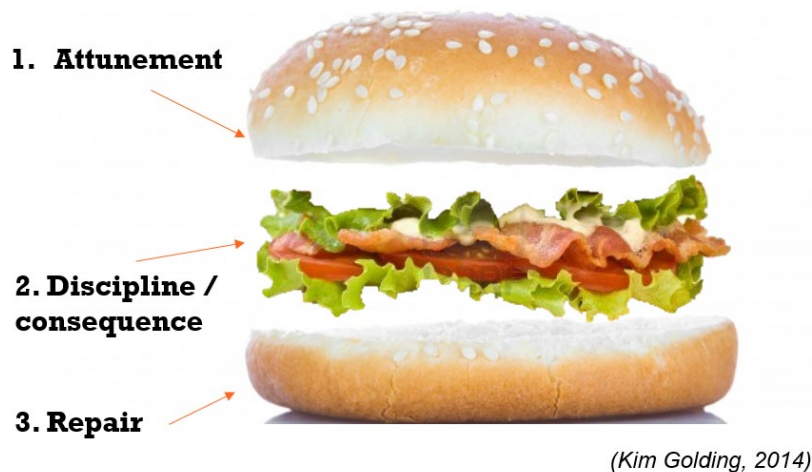 1. Attunement
2. Discipline /
consequence
3. Repair
(Kim Golding, 2014)